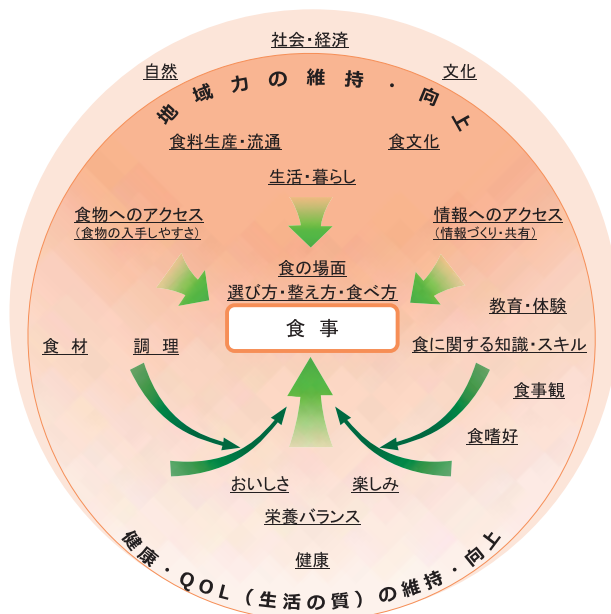 社会・経済
自然
文化
地域力の維持・向上
食料生産・流通
食文化
生活・暮らし
食物へのアクセス
(食物の入手しやすさ)
情報へのアクセス
(情報づくり・共有)
食の場面
選び方・整え方・食べ方
教育・体験
食 事
食 材
調 理
食に関する知識・スキル
食事観
食嗜好
おいしさ
楽しみ
栄養バランス
健康
健康・QOL(生活の質)の維持・向上